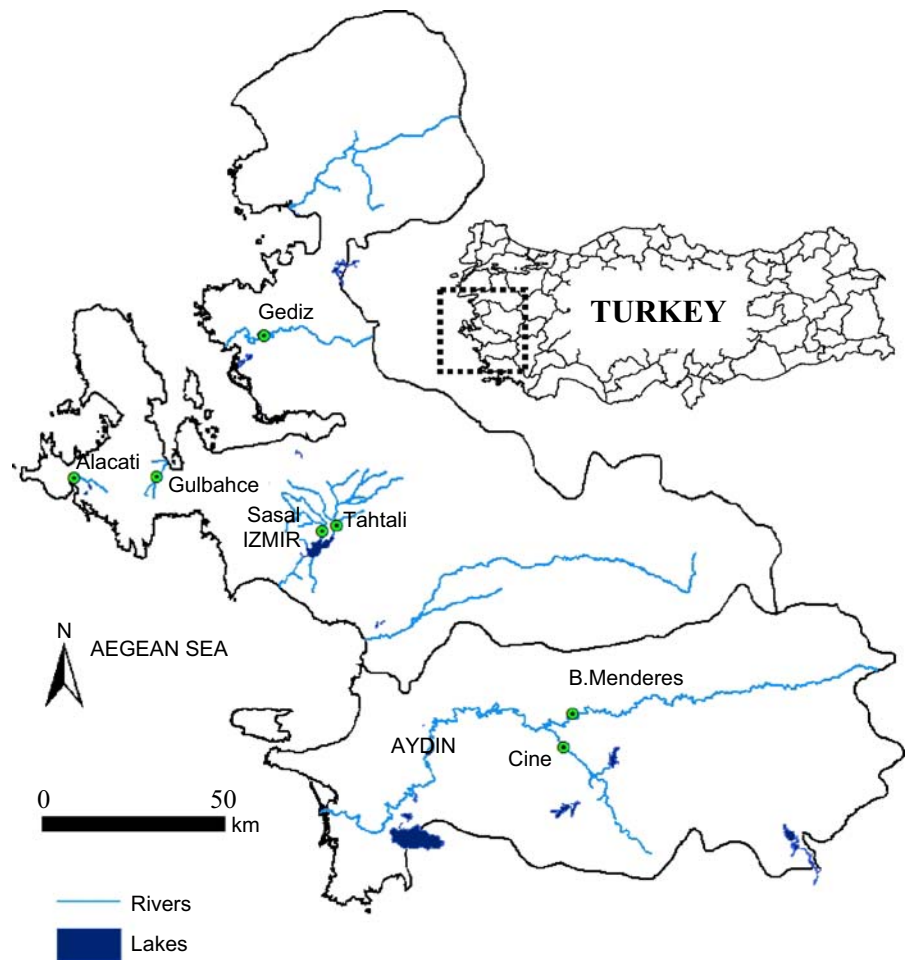 TURKEY
Gediz
Alacati
Gulbahce
Sasal
IZMIR
Tahtali
N
AEGEAN SEA
B.Menderes
AYDIN
Cine
0 50
km
Rivers
Lakes